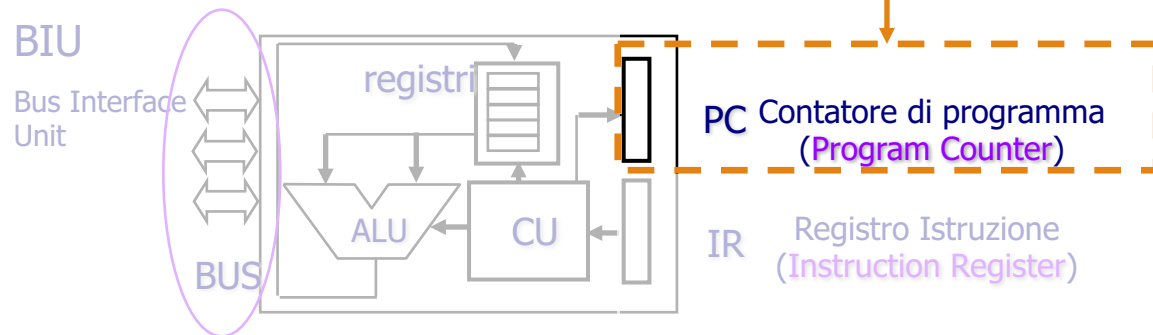 BIU
Bus Interface
Unit
registri
ALU
CU
BUS
PC
Contatore di programma
(Program Counter)
IR
Registro Istruzione
(Instruction Register)